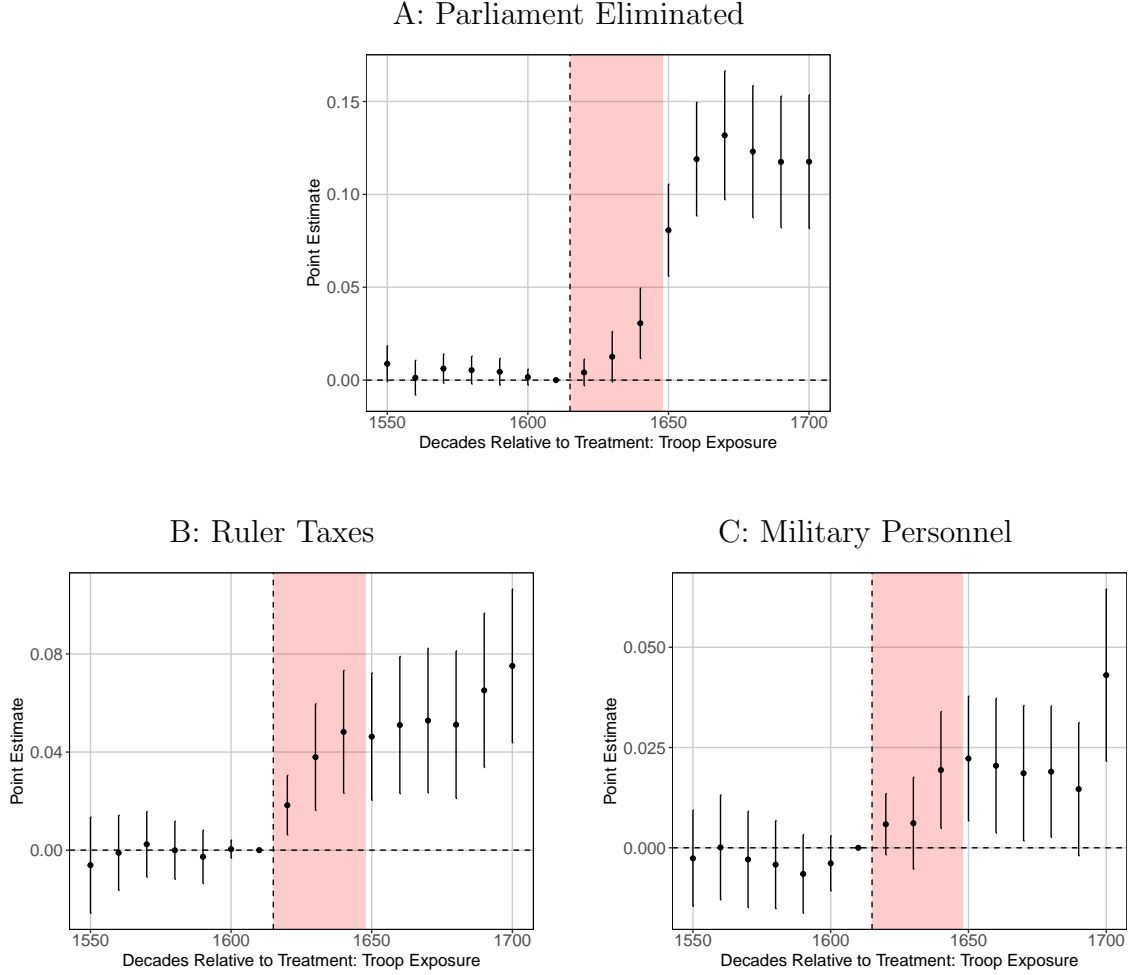 A: Parliament Eliminated
Point Estimate
0.15
0.10
0.05
0.00
1550 1600 1650 1700
Decades Relative to Treatment: Troop Exposure
B: Ruler Taxes
Point Estimate
0.08
0.04
0.00
1550 1600 1650 1700
Decades Relative to Treatment: Troop Exposure
C: Military Personnel
Point Estimate
0.050
0.025
0.000
1550 1600 1650 1700
Decades Relative to Treatment: Troop Exposure